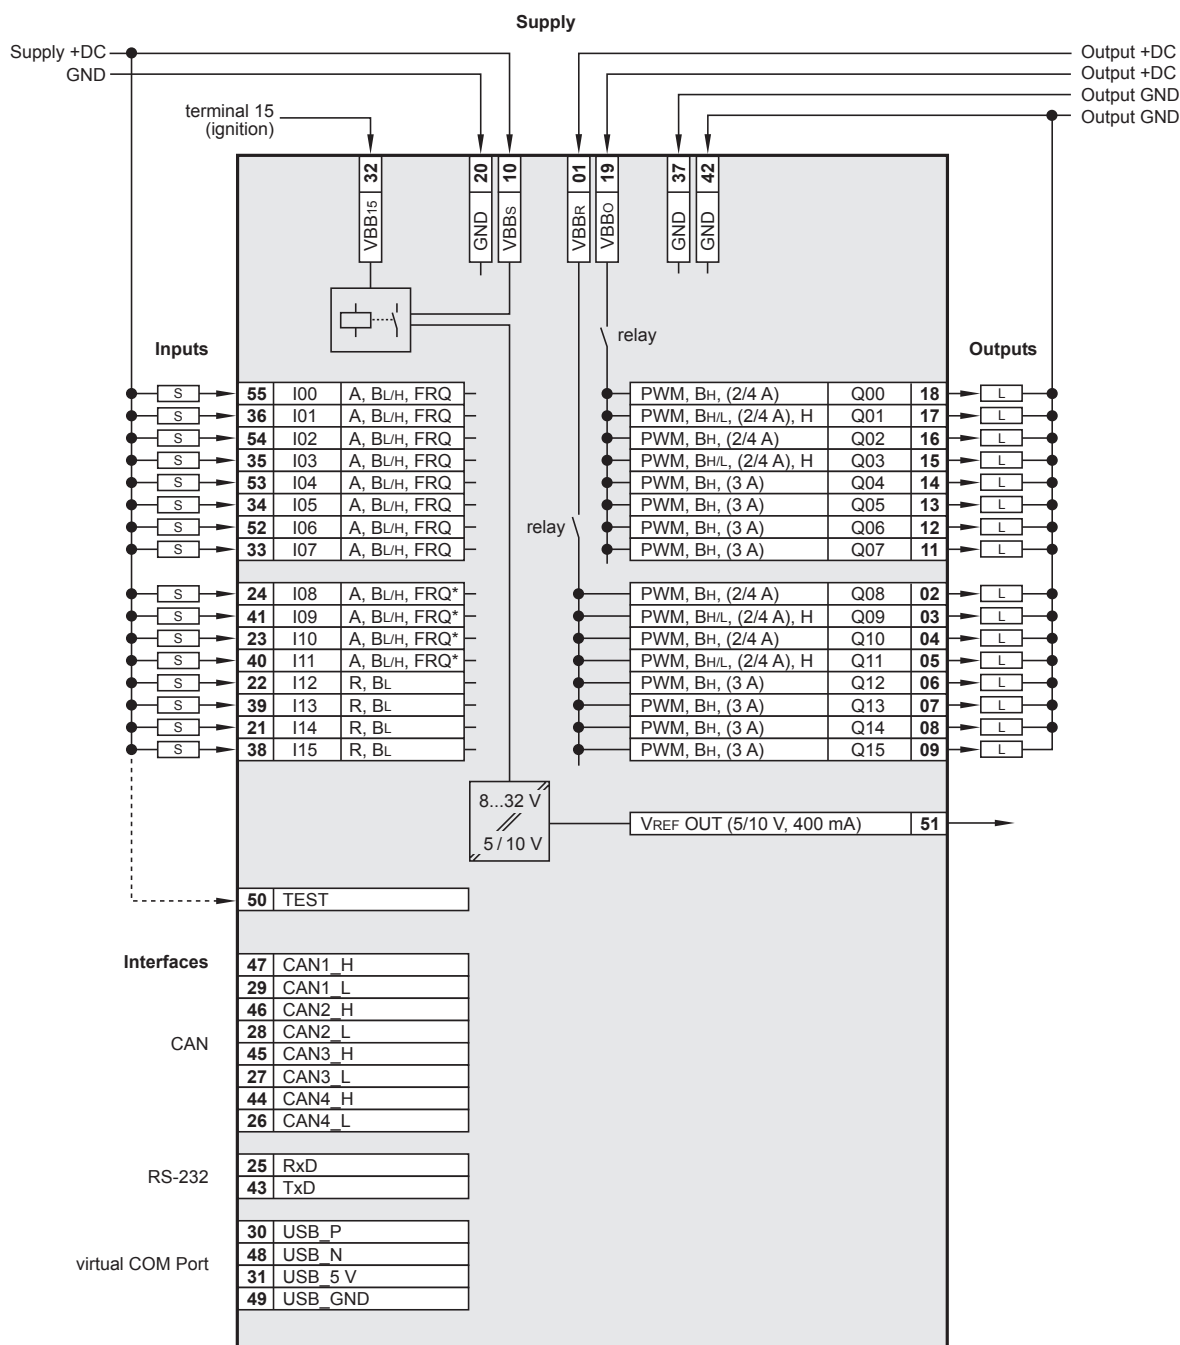 Supply
Supply +DC
GND
terminal 15
(ignition)
Output +DC
Output +DC
Output GND
Output GND
32 VBB15
20 GND
10 VBBS
01 VBBR
19 VBBO
37 GND
42 GND
relay
relay
Inputs
Outputs
S 55 I00 A, BL/H, FRQ
S 36 I01 A, BL/H, FRQ
S 54 I02 A, BL/H, FRQ
S 35 I03 A, BL/H, FRQ
S 53 I04 A, BL/H, FRQ
S 34 I05 A, BL/H, FRQ
S 52 I06 A, BL/H, FRQ
S 33 I07 A, BL/H, FRQ
S 24 I08 A, BL/H, FRQ*
S 41 I09 A, BL/H, FRQ*
S 23 I10 A, BL/H, FRQ*
S 40 I11 A, BL/H, FRQ*
S 22 I12 R, BL
S 39 I13 R, BL
S 21 I14 R, BL
S 38 I15 R, BL
PWM, BH, (2/4 A) Q00 18 L
PWM, BH/L, (2/4 A), H Q01 17 L
PWM, BH, (2/4 A) Q02 16 L
PWM, BH/L, (2/4 A), H Q03 15 L
PWM, BH, (3 A) Q04 14 L
PWM, BH, (3 A) Q05 13 L
PWM, BH, (3 A) Q06 12 L
PWM, BH, (3 A) Q07 11 L
PWM, BH, (2/4 A) Q08 02 L
PWM, BH/L, (2/4 A), H Q09 03 L
PWM, BH, (2/4 A) Q10 04 L
PWM, BH/L, (2/4 A), H Q11 05 L
PWM, BH, (3 A) Q12 06 L
PWM, BH, (3 A) Q13 07 L
PWM, BH, (3 A) Q14 08 L
PWM, BH, (3 A) Q15 09 L
8...32 V
5 / 10 V
VREF OUT (5/10 V, 400 mA) 51
50 TEST
Interfaces
CAN
47 CAN1_H
29 CAN1_L
46 CAN2_H
28 CAN2_L
45 CAN3_H
27 CAN3_L
44 CAN4_H
26 CAN4_L
RS-232
25 RxD
43 TxD
virtual COM Port
30 USB_P
48 USB_N
31 USB_5 V
49 USB_GND